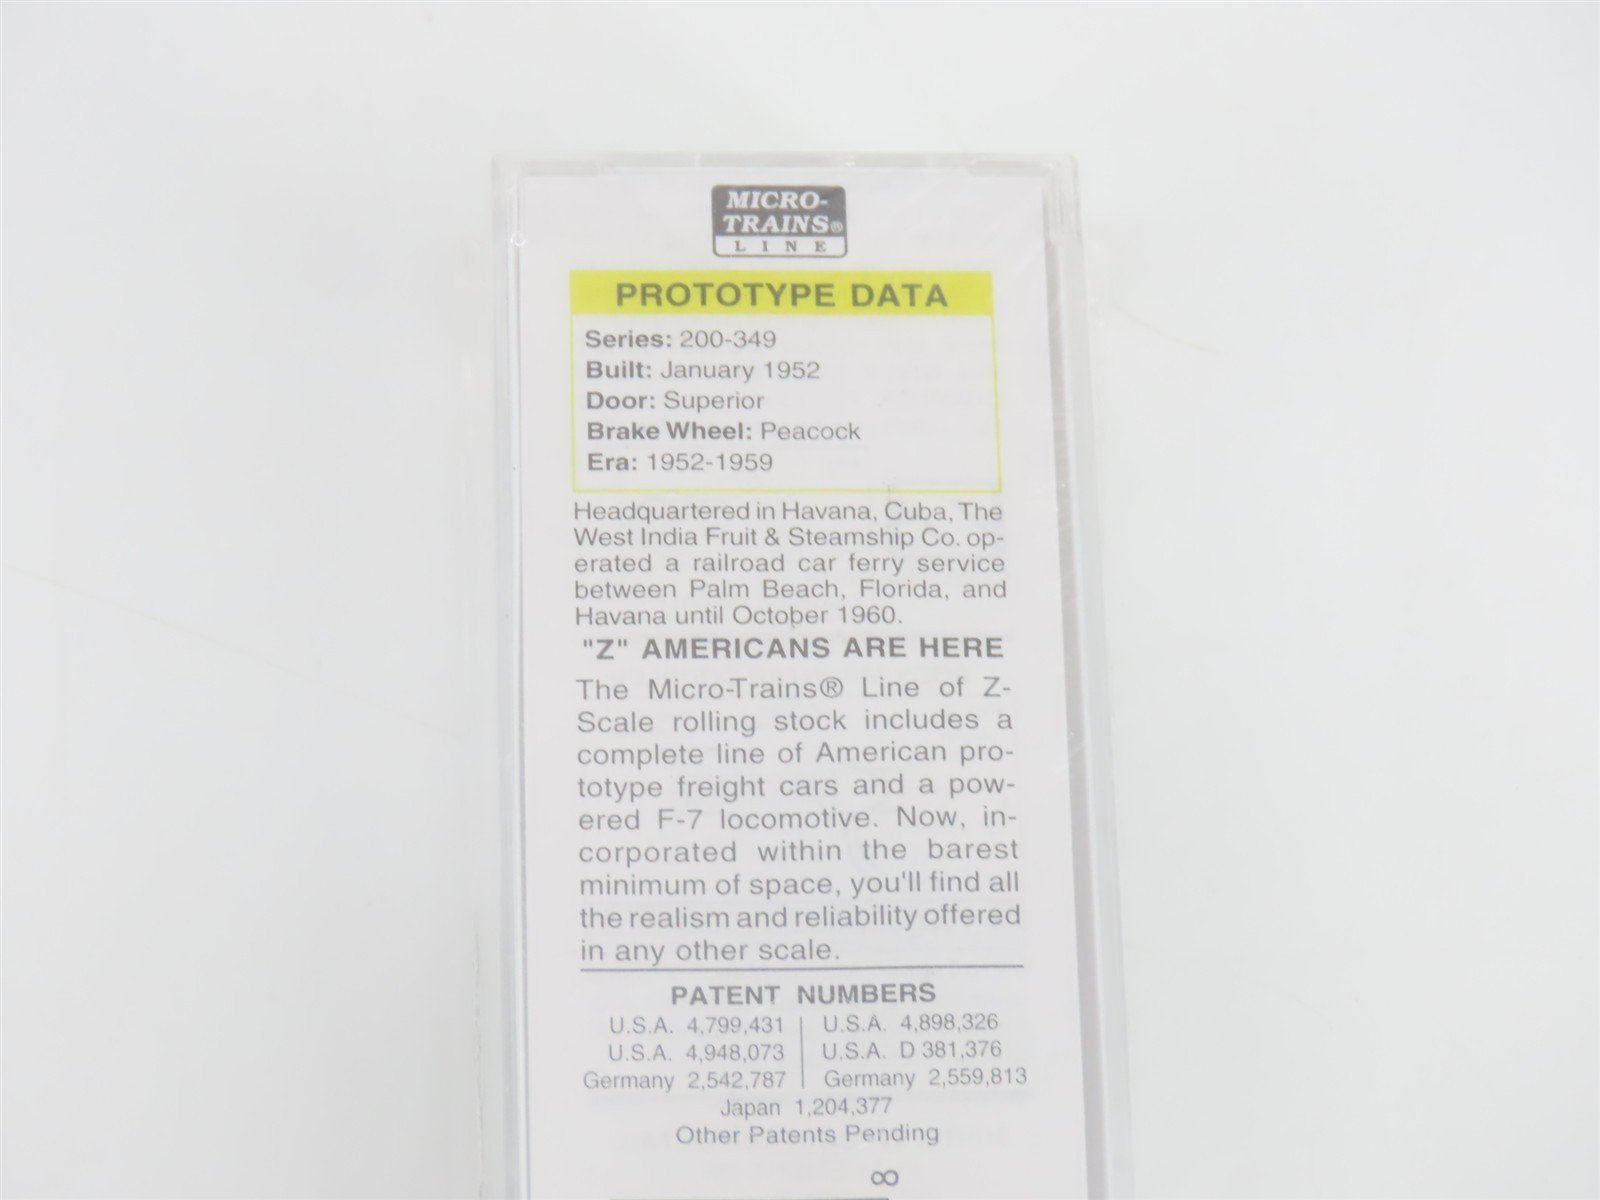 MICRO-
TRAINS®
LINE
PROTOTYPE DATA
Series: 200-349
Built: January 1952
Door: Superior
Brake Wheel: Peacock
Era: 1952-1959
Headquartered in Havana, Cuba, The
West India Fruit & Steamship Co. op-
erated a railroad car ferry service
between Palm Beach, Florida, and
Havana until October 1960.
"Z" AMERICANS ARE HERE
The Micro-Trains® Line of Z-
Scale rolling stock includes a
complete line of American pro-
totype freight cars and a pow-
ered F-7 locomotive. Now, in-
corporated within the barest
minimum of space, you'll find all
the realism and reliability offered
in any other scale.
PATENT NUMBERS
U.S.A. 4,799,431 | U.S.A. 4,898,326
U.S.A. 4,948,073 | U.S.A. D 381,376
Germany 2,542,787 | Germany 2,559,813
Japan 1,204,377
Other Patents Pending
8